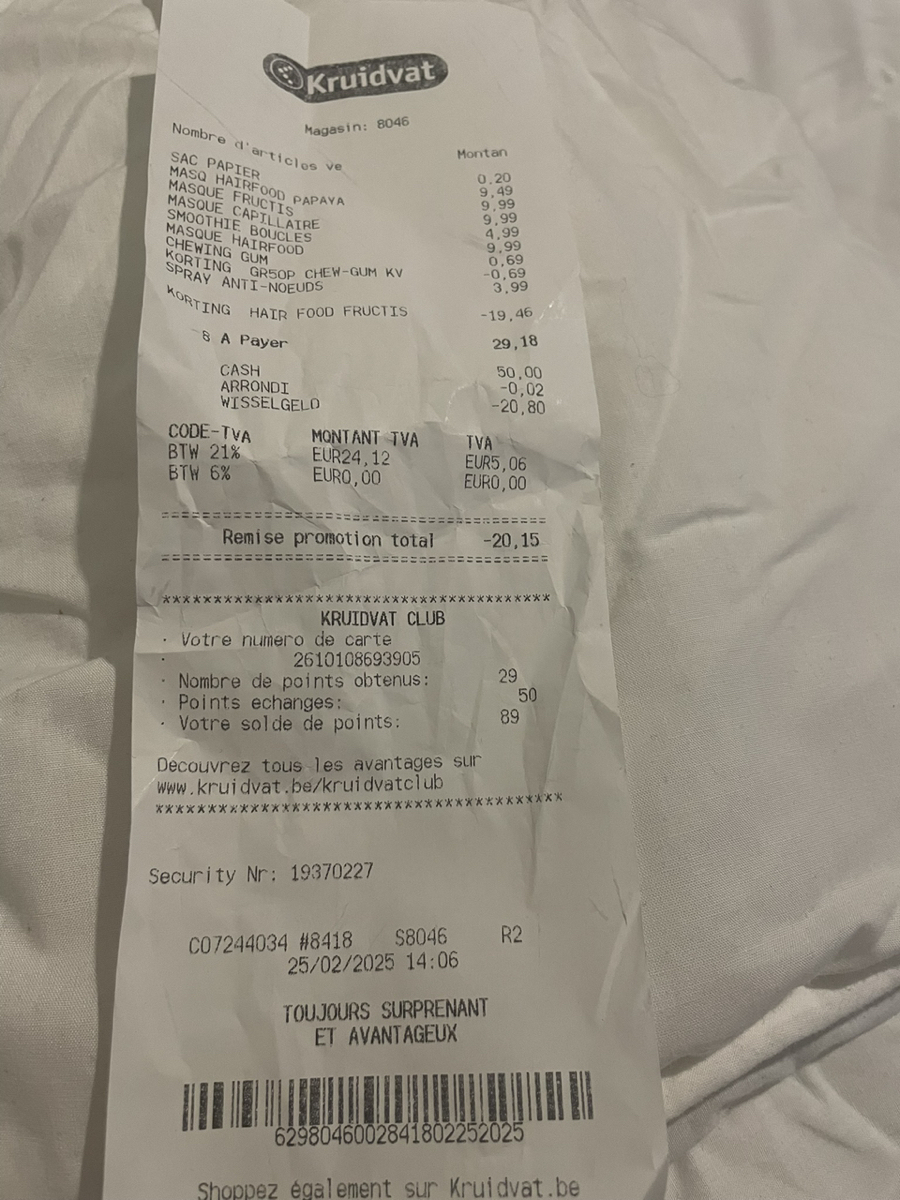 Kruidvat
Magasin: 8046
Nombre d'articles ve Montan
SAC PAPIER 0,20
MASQ HAIRFOOD PAPAYA 9,49
MASQUE FRUCTIS 9,99
MASQUE CAPILLAIRE 9,99
SMOOTHIE BOUCLES 4,99
MASQUE HAIRFOOD 9,99
CHEWING GUM 0,69
KORTING GR50P CHEW-GUM KV -0,69
SPRAY ANTI-NOEUDS 3,99
KORTING HAIR FOOD FRUCTIS -19,46
8 A Payer 29,18
CASH 50,00
ARRONDI -0,02
WISSELGELD -20,80
CODE-TVA MONTANT TVA TVA
BTW 21% EUR24,12 EUR5,06
BTW 6% EUR0,00 EUR0,00
========================================
Remise promotion total -20,15
========================================
****************************************
KRUIDVAT CLUB
· Votre numero de carte
· 2610108693905
· Nombre de points obtenus: 29
· Points echanges: 50
· Votre solde de points: 89
Decouvrez tous les avantages sur
www.kruidvat.be/kruidvatclub
****************************************
Security Nr: 19370227
C07244034 #8418 S8046 R2
25/02/2025 14:06
TOUJOURS SURPRENANT
ET AVANTAGEUX
6298046002841802252025
Shoppez également sur Kruidvat.be